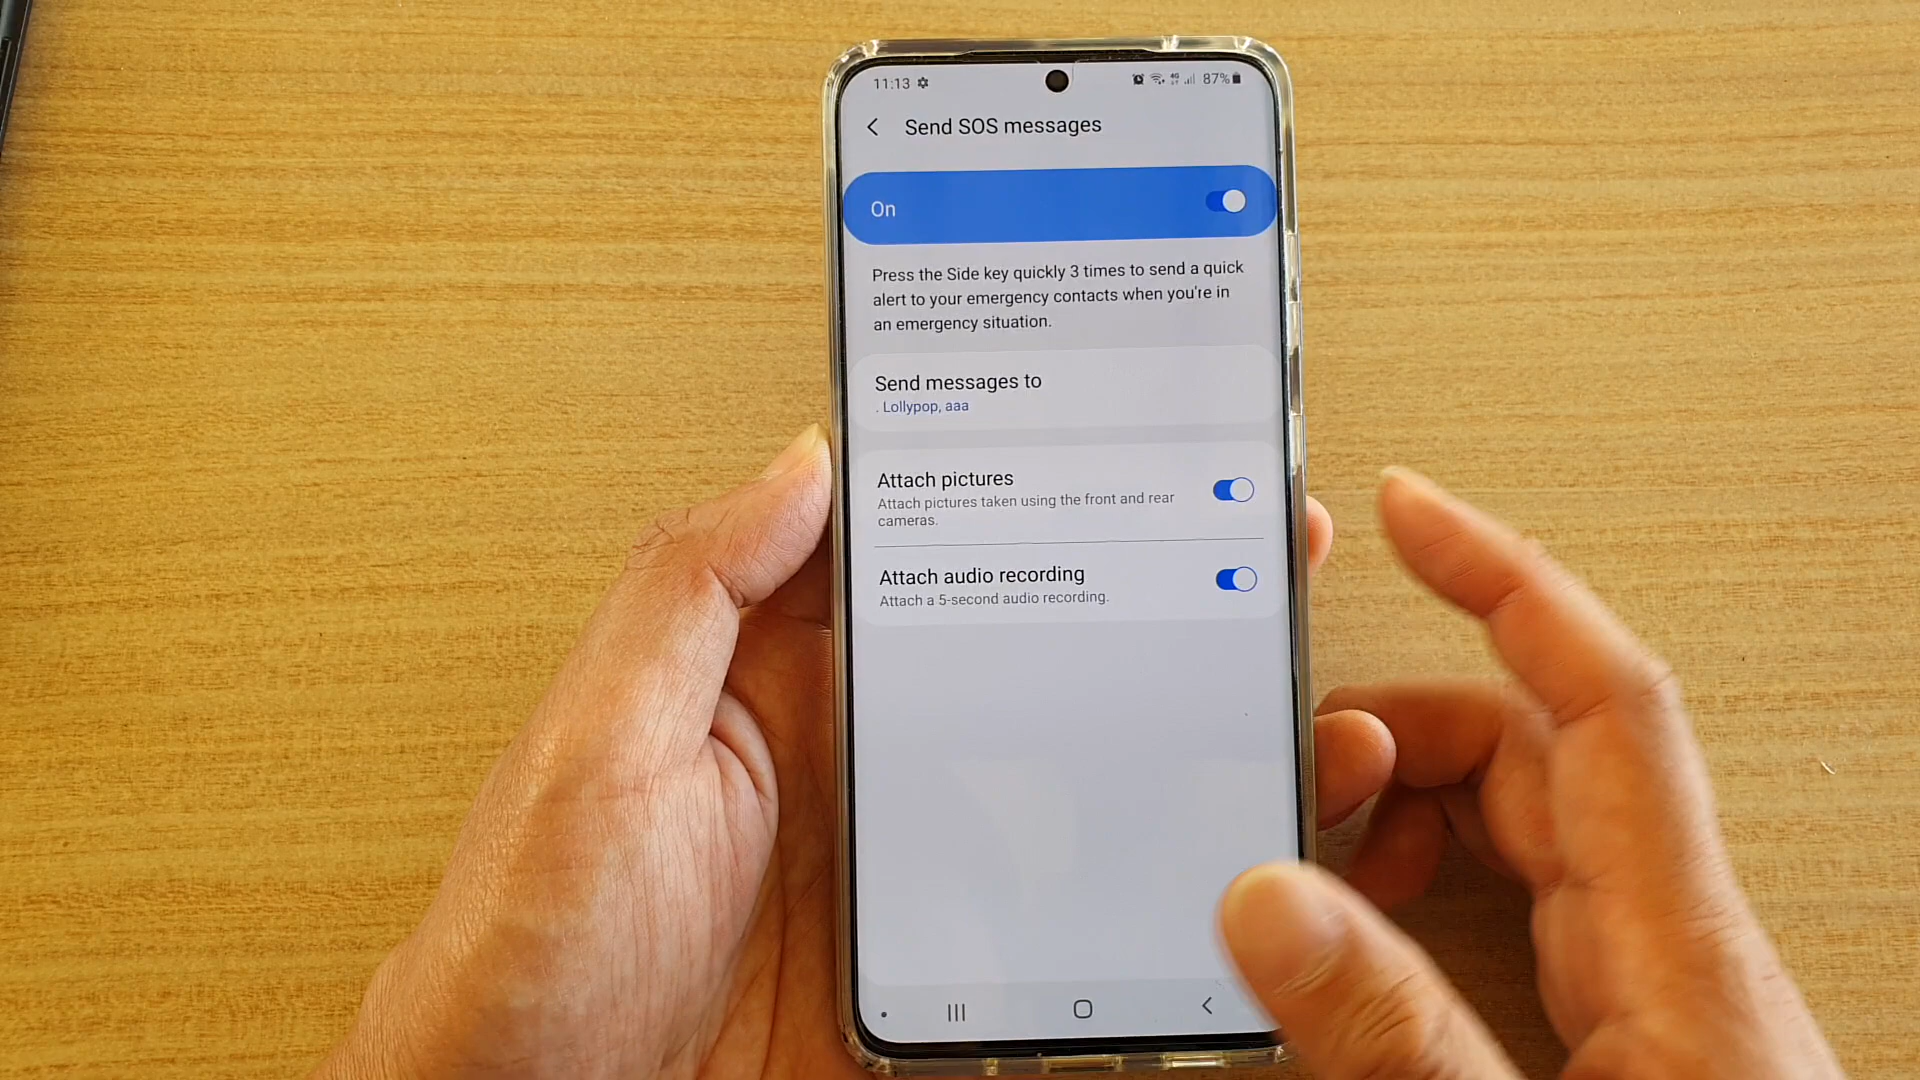 11:13
4G 87%
Send SOS messages
On
Press the Side key quickly 3 times to send a quick
alert to your emergency contacts when you're in
an emergency situation.
Send messages to
. Lollypop, aaa
Attach pictures
Attach pictures taken using the front and rear
cameras.
Attach audio recording
Attach a 5-second audio recording.